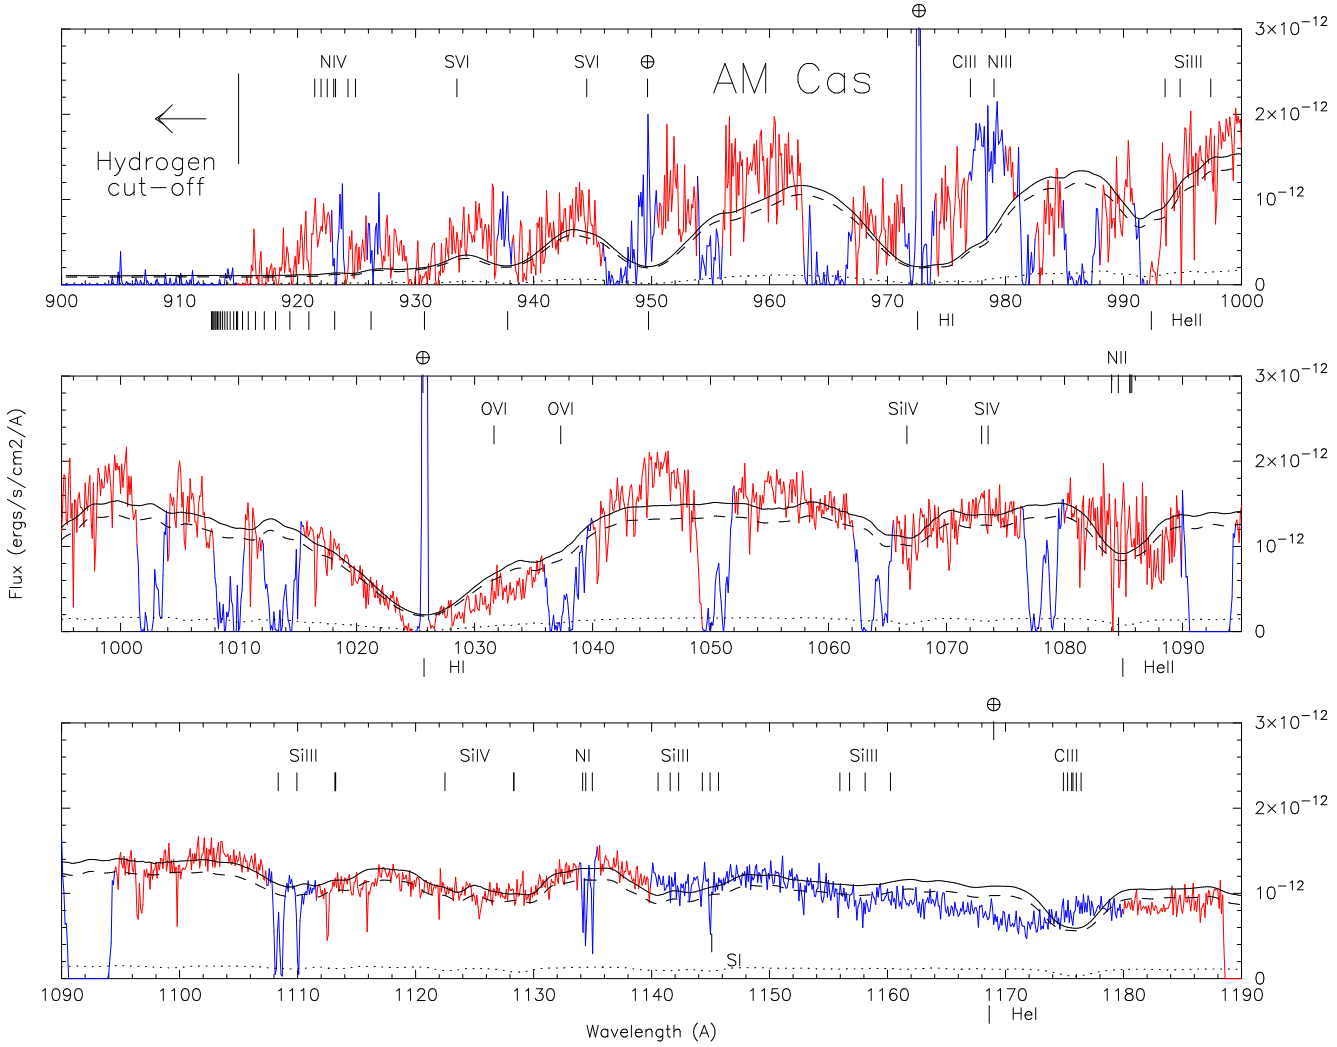 ⊕
3×10⁻¹²
NIV SVI SVI ⊕ AM Cas CIII NIII SiIII
2×10⁻¹²
Hydrogen
cut-off
10⁻¹²
0
900 910 920 930 940 950 960 970 980 990 1000
HI HeII
⊕ NII
3×10⁻¹²
OVI OVI SiIV SIV
2×10⁻¹²
10⁻¹²
0
1000 1010 1020 1030 1040 1050 1060 1070 1080 1090
HI HeII
Flux (ergs/s/cm2/A)
⊕
3×10⁻¹²
SiIII SiIV NI SiIII SiIII CIII
2×10⁻¹²
10⁻¹²
SI
0
1090 1100 1110 1120 1130 1140 1150 1160 1170 1180 1190
HeI
Wavelength (A)